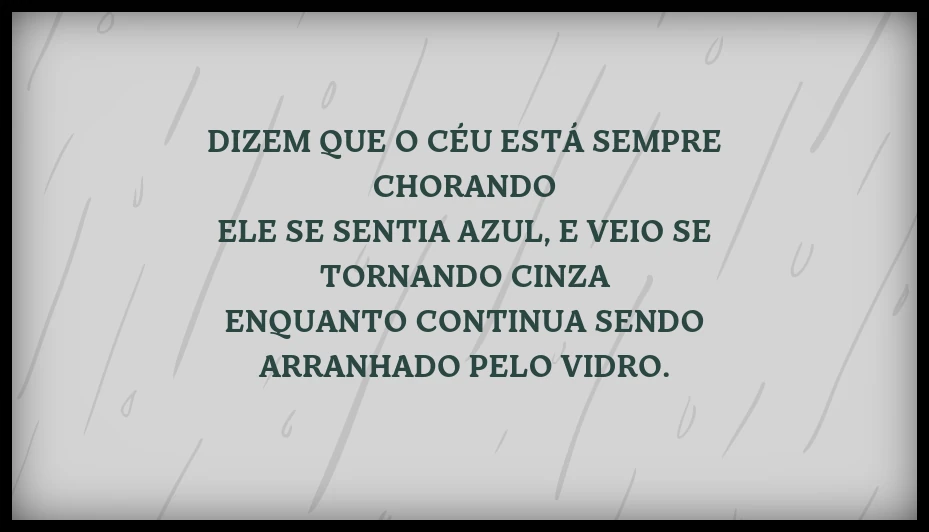 DIZEM QUE O CÉU ESTÁ SEMPRE
CHORANDO
ELE SE SENTIA AZUL, E VEIO SE
TORNANDO CINZA
ENQUANTO CONTINUA SENDO
ARRANHADO PELO VIDRO.